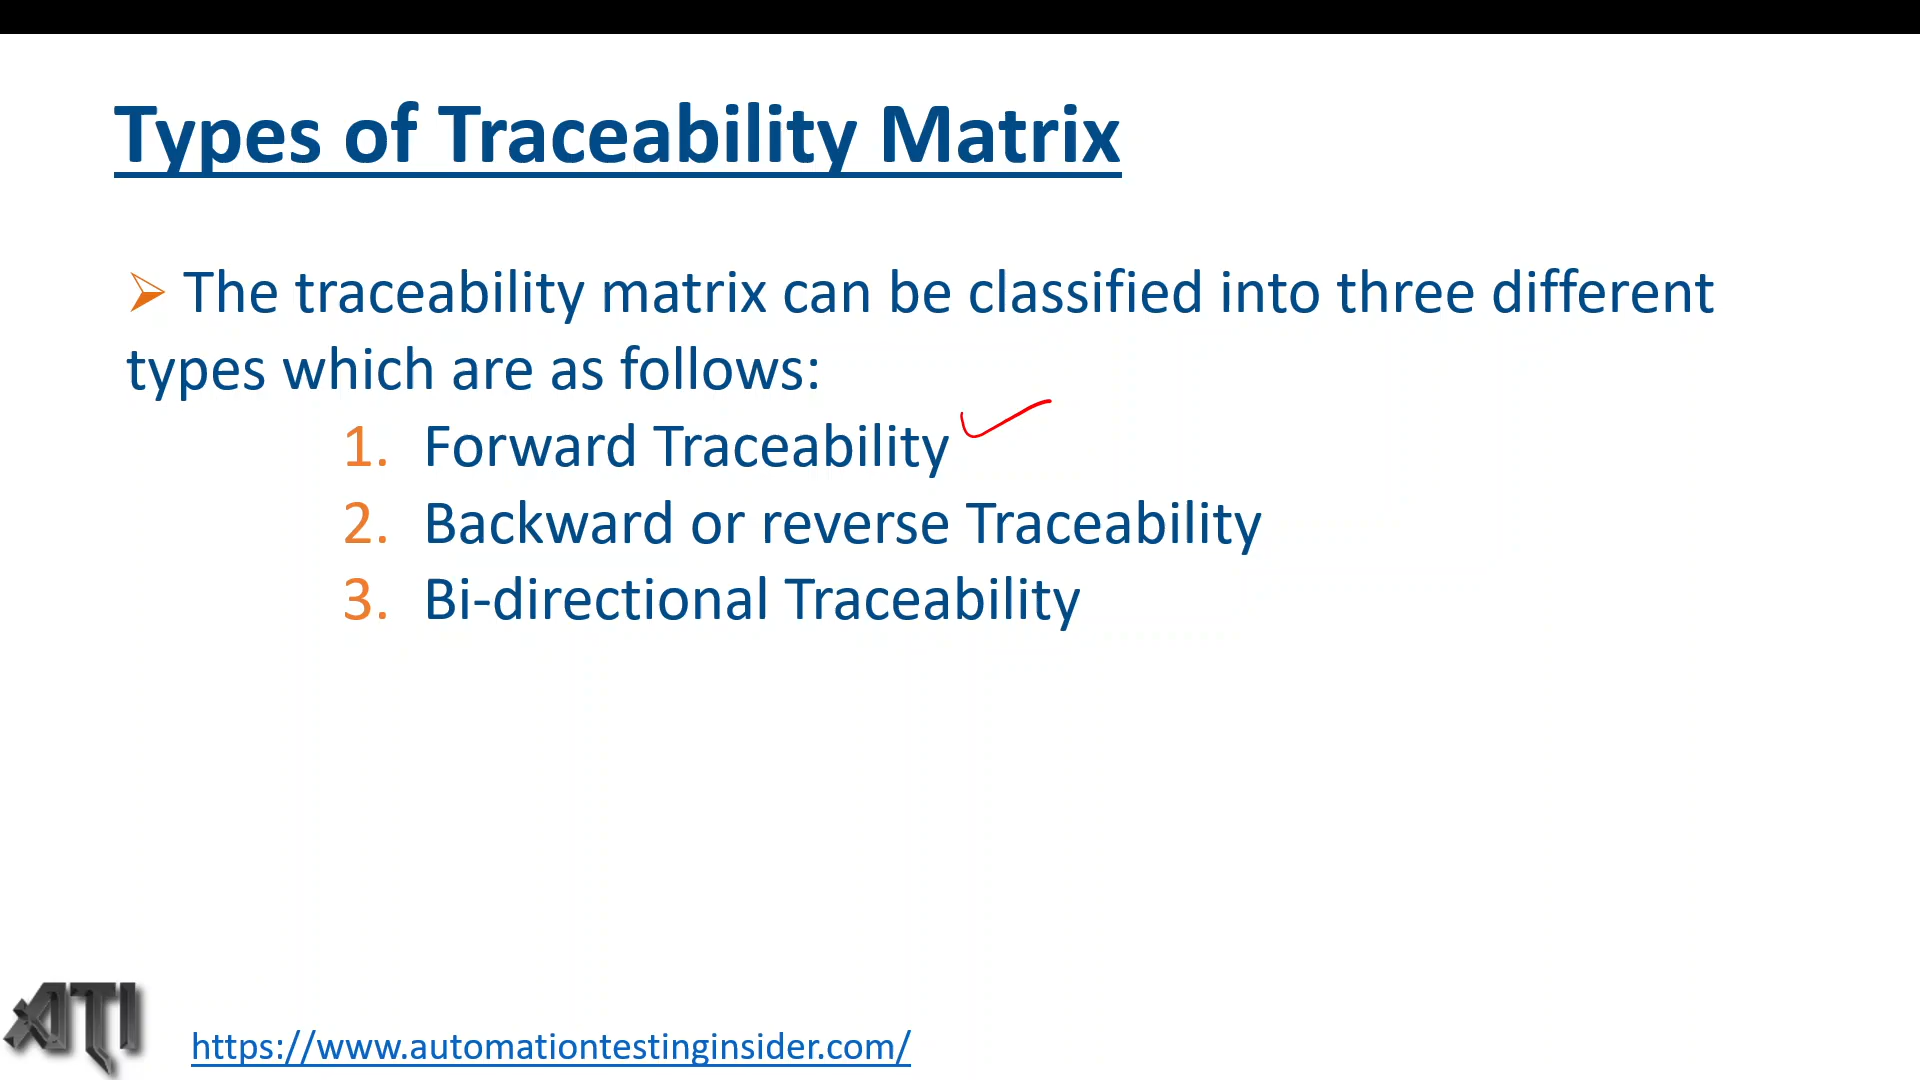 Types of Traceability Matrix
The traceability matrix can be classified into three different
types which are as follows:
1. Forward Traceability
2. Backward or reverse Traceability
3. Bi-directional Traceability
ATI
https://www.automationtestinginsider.com/